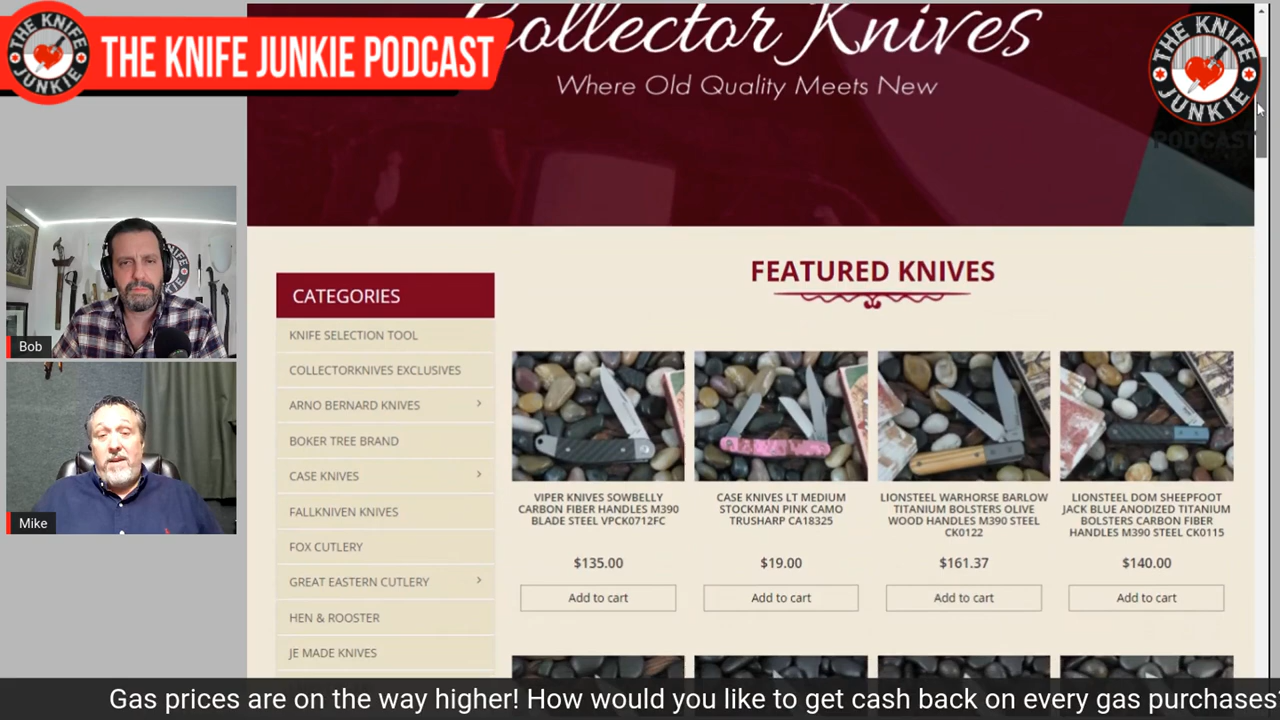 THE KNIFE JUNKIE
THE KNIFE JUNKIE PODCAST
Collector Knives
Where Old Quality Meets New
THE KNIFE JUNKIE
PODCAST
Bob
Mike
CATEGORIES
KNIFE SELECTION TOOL
COLLECTORKNIVES EXCLUSIVES
ARNO BERNARD KNIVES
BOKER TREE BRAND
CASE KNIVES
FALLKNIVEN KNIVES
FOX CUTLERY
GREAT EASTERN CUTLERY
HEN & ROOSTER
JE MADE KNIVES
FEATURED KNIVES
VIPER KNIVES SOWBELLY
CARBON FIBER HANDLES M390
BLADE STEEL VPCK0712FC
$135.00
Add to cart
CASE KNIVES LT MEDIUM
STOCKMAN PINK CAMO
TRUSHARP CA18325
$19.00
Add to cart
LIONSTEEL WARHORSE BARLOW
TITANIUM BOLSTERS OLIVE
WOOD HANDLES M390 STEEL
CK0122
$161.37
Add to cart
LIONSTEEL DOM SHEEPFOOT
JACK BLUE ANODIZED TITANIUM
BOLSTERS CARBON FIBER
HANDLES M390 STEEL CK0115
$140.00
Add to cart
Gas prices are on the way higher! How would you like to get cash back on every gas purchases